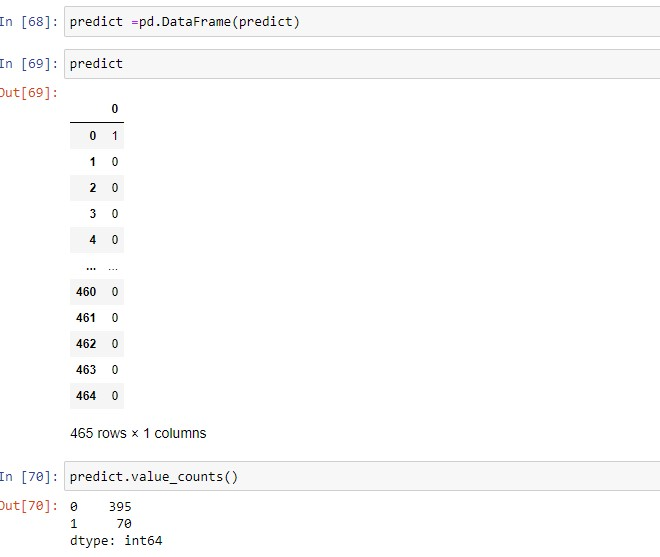 In [68]: predict =pd.DataFrame(predict)
In [69]: predict
Out[69]:
0
0 1
1 0
2 0
3 0
4 0
... ...
460 0
461 0
462 0
463 0
464 0
465 rows × 1 columns
In [70]: predict.value_counts()
Out[70]: 0 395
1 70
dtype: int64